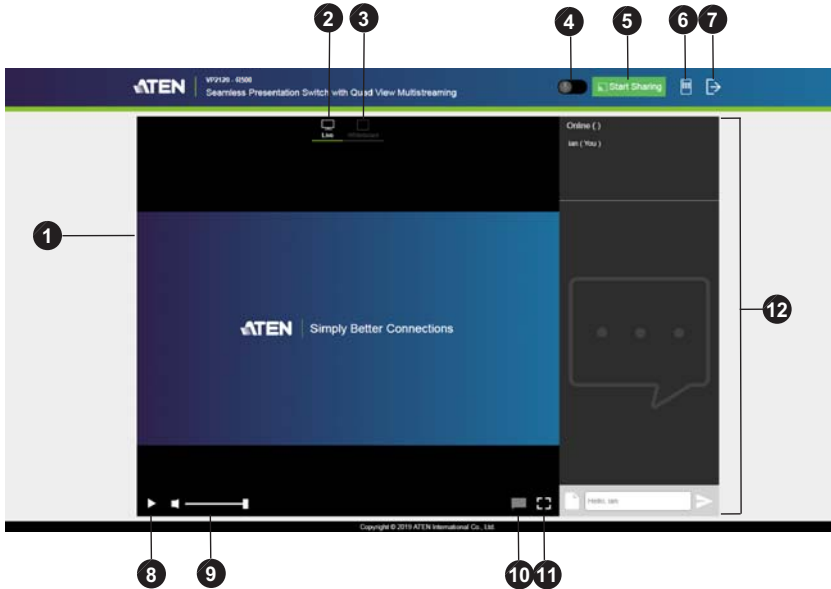 2 3 4 5 6 7
ATEN
VP2120 - 0508
Seamless Presentation Switch with Quad View Multistreaming
Start Sharing
Live
Whiteboard
Online ( )
Ian ( You )
1
ATEN Simply Better Connections
12
Hello, Ian
Copyright © 2019 ATEN International Co., Ltd.
8 9 10 11